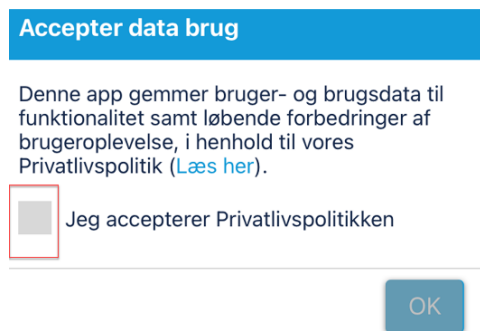 Accepter data brug
Denne app gemmer bruger- og brugsdata til
funktionalitet samt løbende forbedringer af
brugeroplevelse, i henhold til vores
Privatlivspolitik (Læs her).
Jeg accepterer Privatlivspolitikken
OK